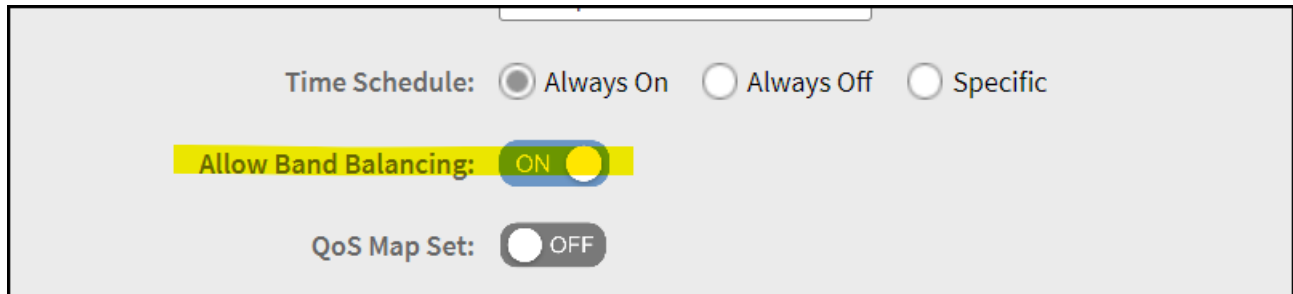 Time Schedule: Always On Always Off Specific
Allow Band Balancing: ON
QoS Map Set: OFF